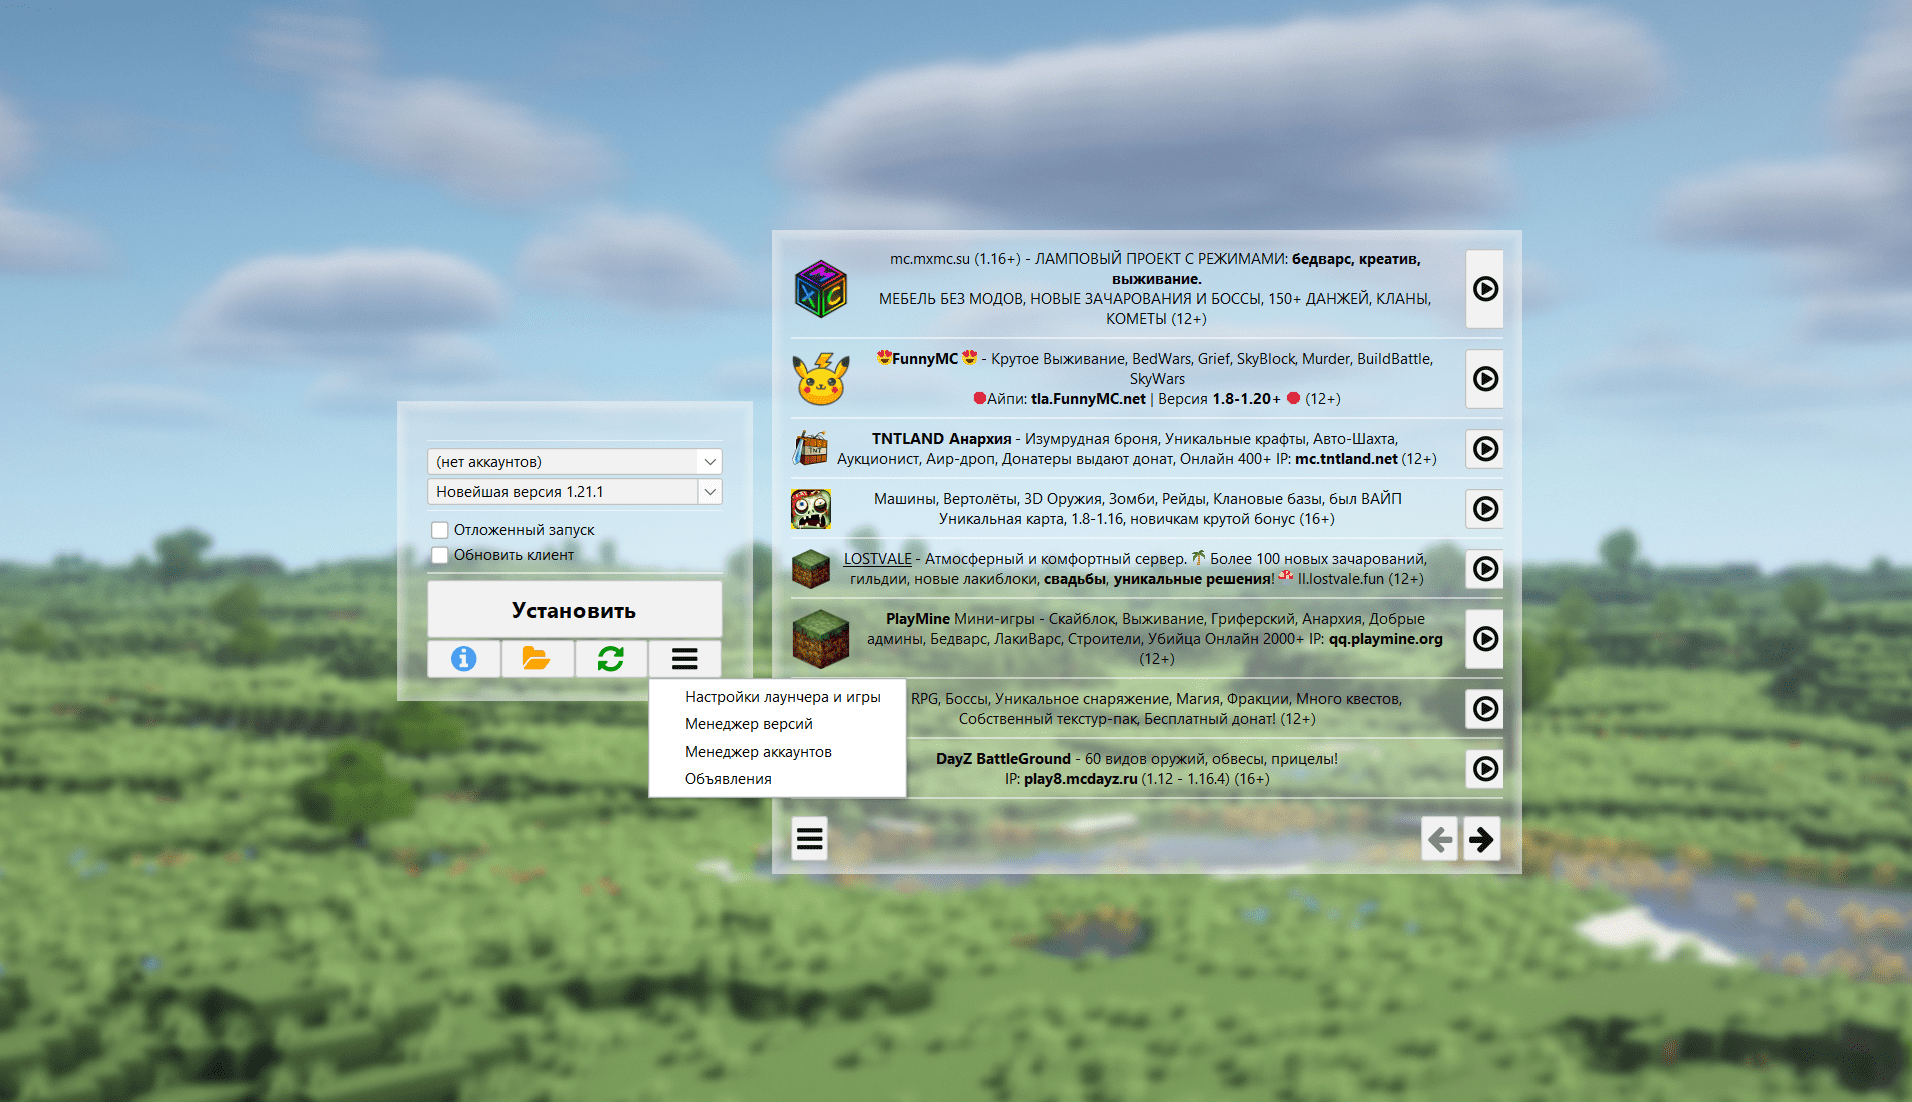 (нет аккаунтов)
Новейшая версия 1.21.1
Отложенный запуск
Обновить клиент
Установить
Настройки лаунчера и игры
Менеджер версий
Менеджер аккаунтов
Объявления
mc.mxmc.su (1.16+) - ЛАМПОВЫЙ ПРОЕКТ С РЕЖИМАМИ: бедварс, креатив,
выживание.
МЕБЕЛЬ БЕЗ МОДОВ, НОВЫЕ ЗАЧАРОВАНИЯ И БОССЫ, 150+ ДАНЖЕЙ, КЛАНЫ,
КОМЕТЫ (12+)
😍FunnyMC 😍 - Крутое Выживание, BedWars, Grief, SkyBlock, Murder, BuildBattle,
SkyWars
🛑Айпи: tla.FunnyMC.net | Версия 1.8-1.20+ 🛑 (12+)
TNT
TNTLAND Анархия - Изумрудная броня, Уникальные крафты, Авто-Шахта,
Аукционист, Аир-дроп, Донатеры выдают донат, Онлайн 400+ IP: mc.tntland.net (12+)
Машины, Вертолёты, 3D Оружия, Зомби, Рейды, Клановые базы, был ВАЙП
Уникальная карта, 1.8-1.16, новичкам крутой бонус (16+)
LOSTVALE - Атмосферный и комфортный сервер. 🌴 Более 100 новых зачарований,
гильдии, новые лакиблоки, свадьбы, уникальные решения! ll.lostvale.fun (12+)
PlayMine Мини-игры - Скайблок, Выживание, Гриферский, Анархия, Добрые
админы, Бедварс, ЛакиВарс, Строители, Убийца Онлайн 2000+ IP: qq.playmine.org
(12+)
RPG, Боссы, Уникальное снаряжение, Магия, Фракции, Много квестов,
Собственный текстур-пак, Бесплатный донат! (12+)
DayZ BattleGround - 60 видов оружий, обвесы, прицелы!
IP: play8.mcdayz.ru (1.12 - 1.16.4) (16+)